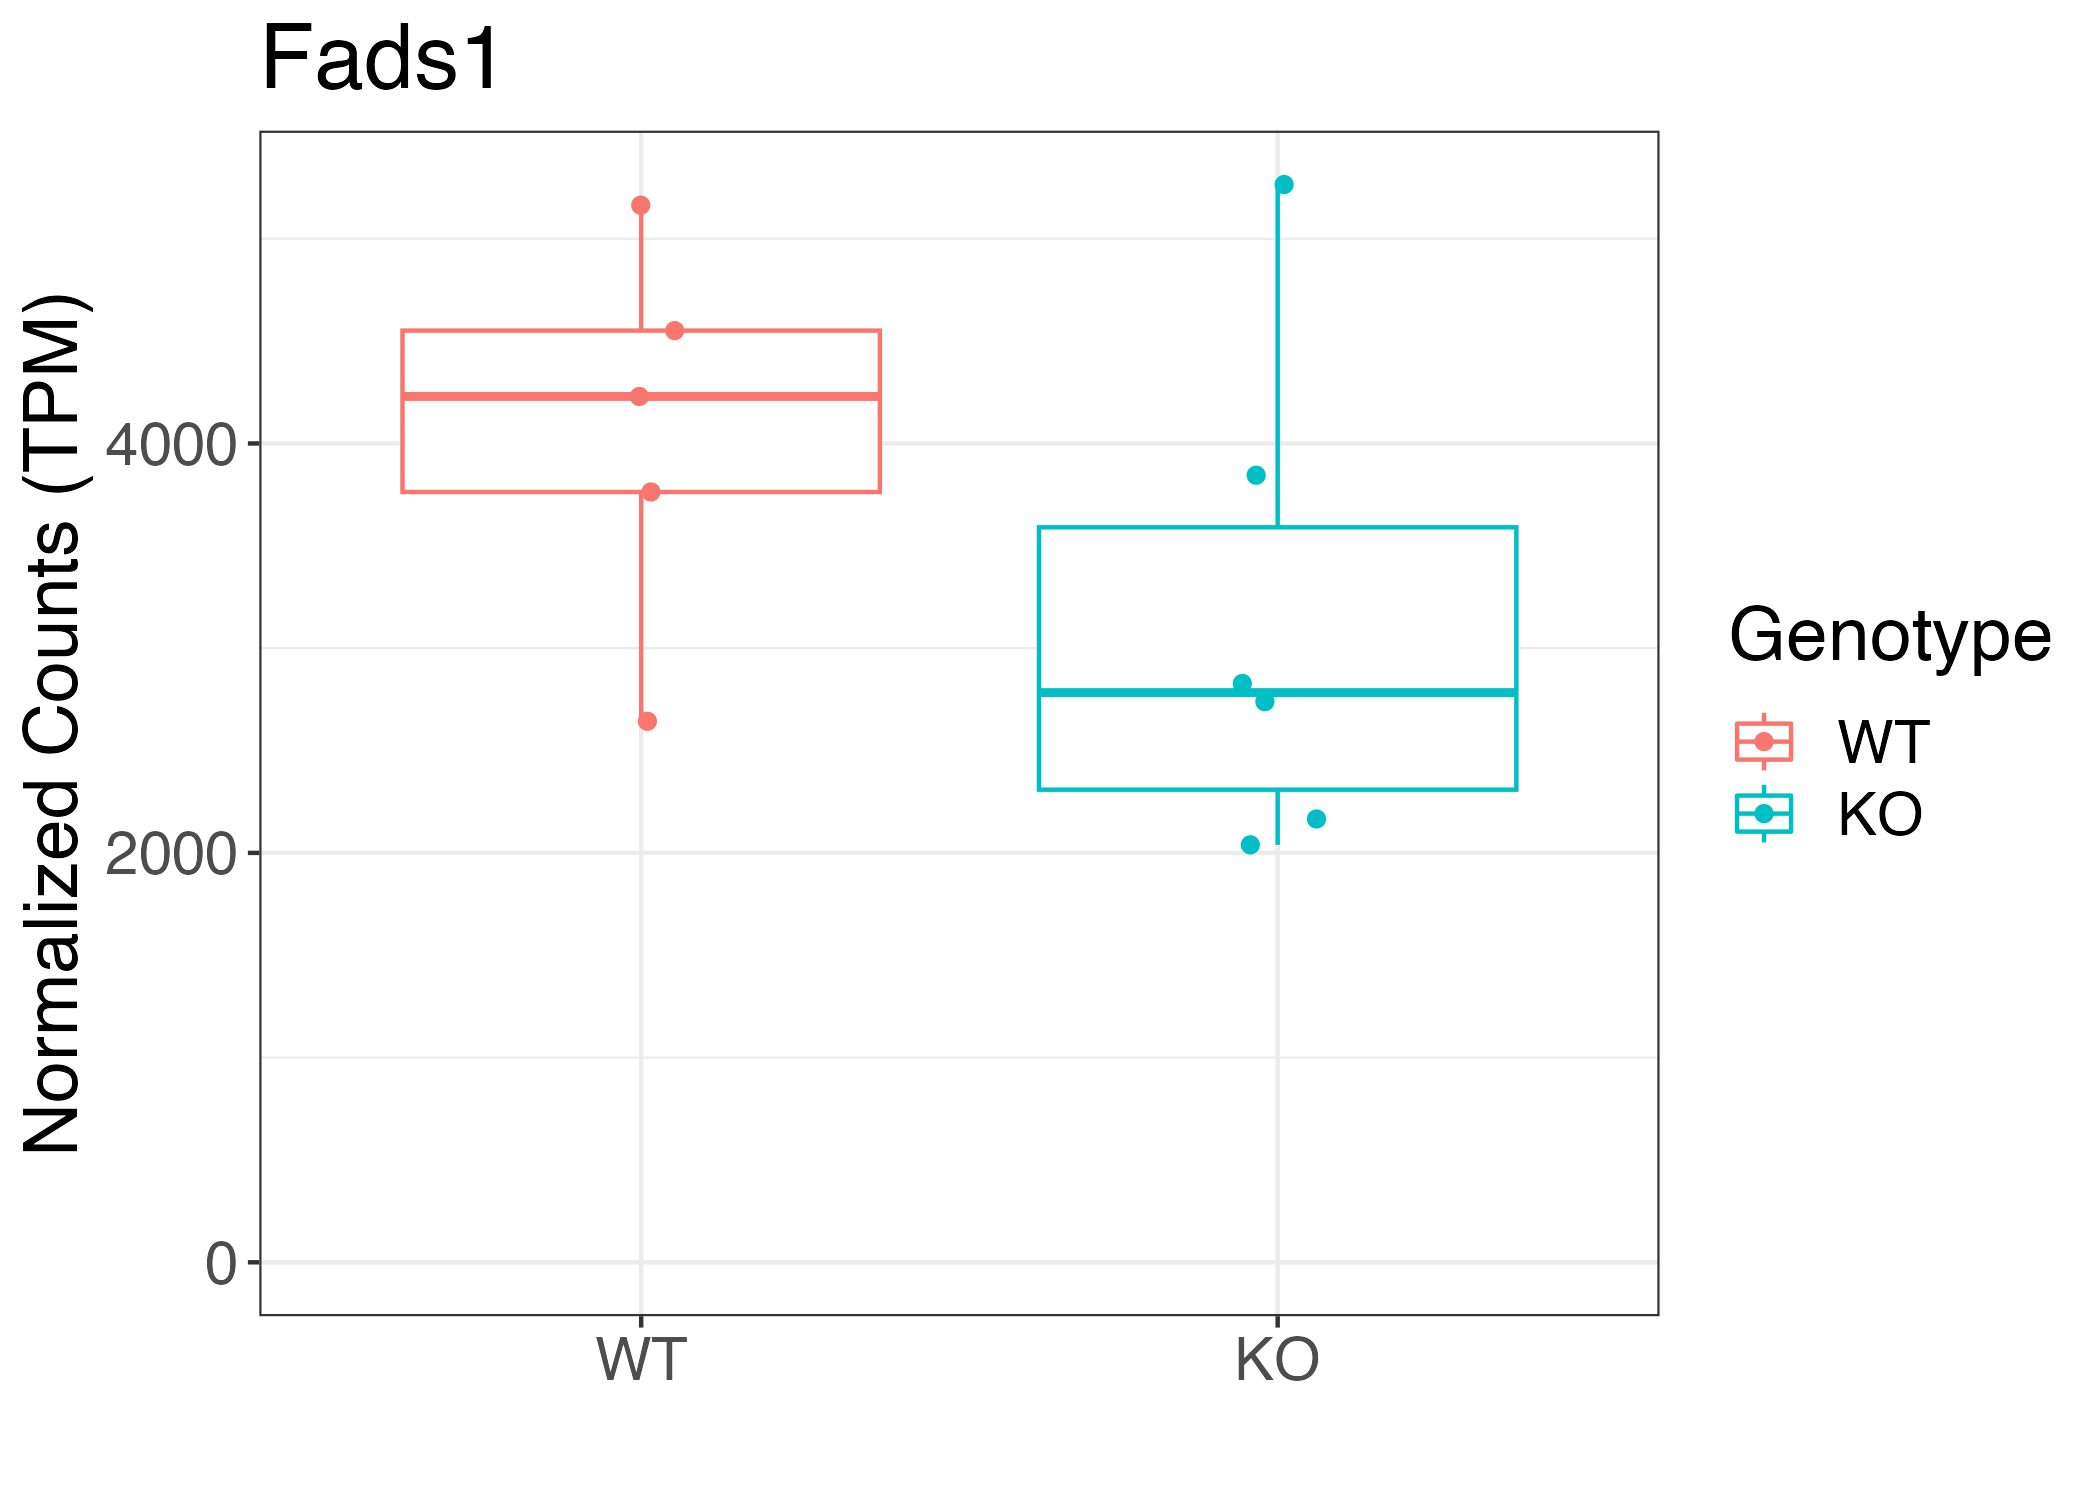 Fads1
Normalized Counts (TPM)
4000
2000
0
WT
KO
Genotype
WT
KO